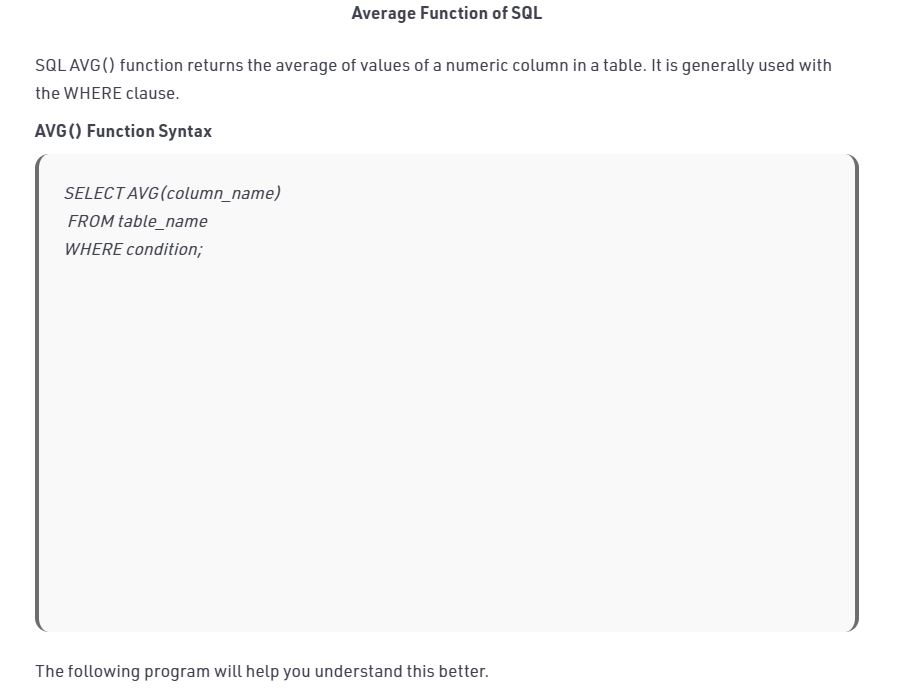 Average Function of SQL
SQL AVG() function returns the average of values of a numeric column in a table. It is generally used with
the WHERE clause.
AVG() Function Syntax
SELECT AVG(column_name)
FROM table_name
WHERE condition;
The following program will help you understand this better.